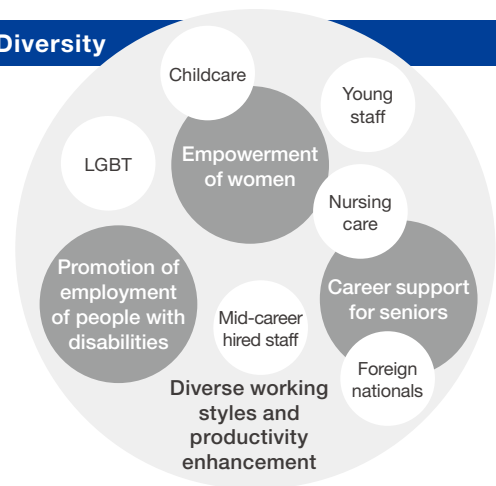 Diversity
Childcare
Young
staff
LGBT
Empowerment
of women
Nursing
care
Promotion of
employment
of people with
disabilities
Career support
for seniors
Mid-career
hired staff
Foreign
nationals
Diverse working
styles and
productivity
enhancement